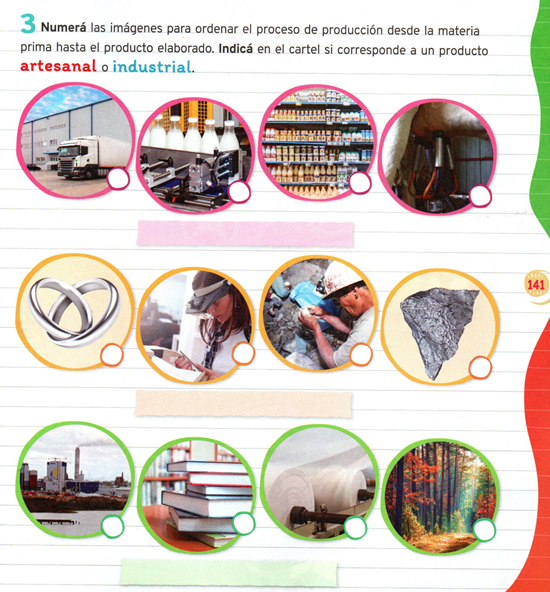 3 Numerá las imágenes para ordenar el proceso de producción desde la materia
prima hasta el producto elaborado. Indicá en el cartel si corresponde a un producto
artesanal o industrial.
141